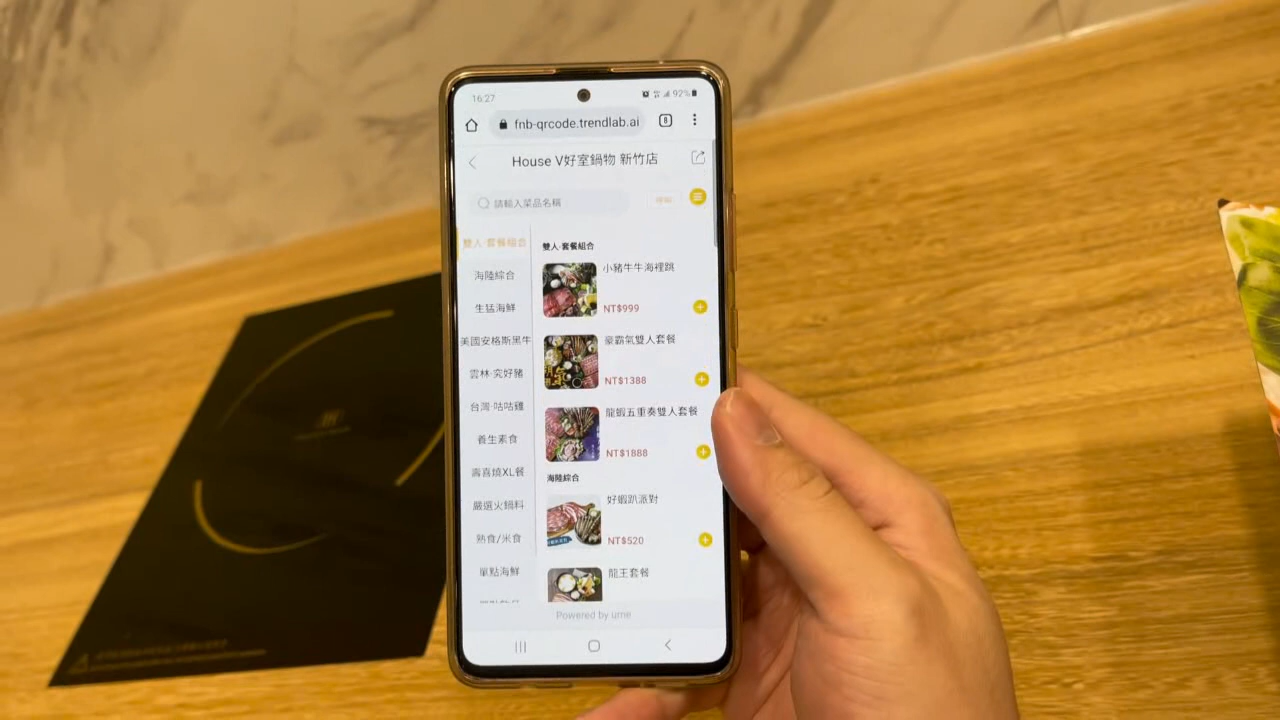 16:27
92%
fnb-qrcode.trendlab.ai
8
House V好室鍋物 新竹店
請輸入菜品名稱
雙人·套餐組合
海陸綜合
生猛海鮮
美國安格斯黑牛
雲林·究好豬
台灣·咕咕雞
養生素食
壽喜燒XL餐
嚴選火鍋料
熟食/米食
單點海鮮
雙人·套餐組合
小豬牛牛海裡跳
NT$999
豪霸氣雙人套餐
NT$1388
龍蝦五重奏雙人套餐
NT$1888
海陸綜合
好蝦趴派對
NT$520
龍王套餐
Powered by ume